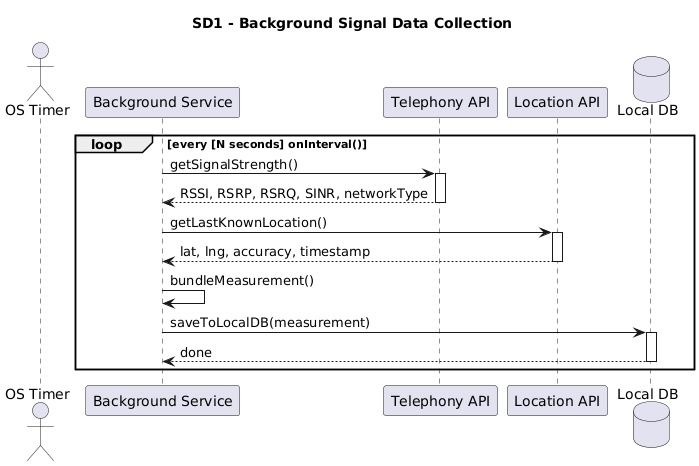 SD1 - Background Signal Data Collection
OS Timer
Background Service
Telephony API
Location API
Local DB
loop
[every [N seconds] onInterval()]
getSignalStrength()
RSSI, RSRP, RSRQ, SINR, networkType
getLastKnownLocation()
lat, lng, accuracy, timestamp
bundleMeasurement()
saveToLocalDB(measurement)
done
OS Timer
Background Service
Telephony API
Location API
Local DB